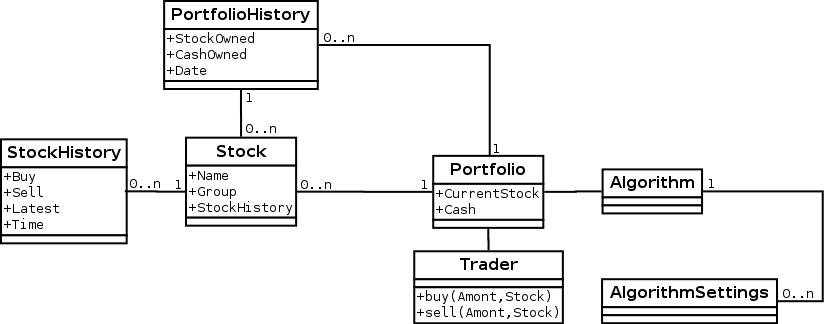 PortfolioHistory
+StockOwned
+CashOwned
+Date
0..n
1
0..n
StockHistory
+Buy
+Sell
+Latest
+Time
0..n
1
Stock
+Name
+Group
+StockHistory
0..n
1
1
Portfolio
+CurrentStock
+Cash
Algorithm
1
Trader
+buy(Amont,Stock)
+sell(Amont,Stock)
AlgorithmSettings
0..n